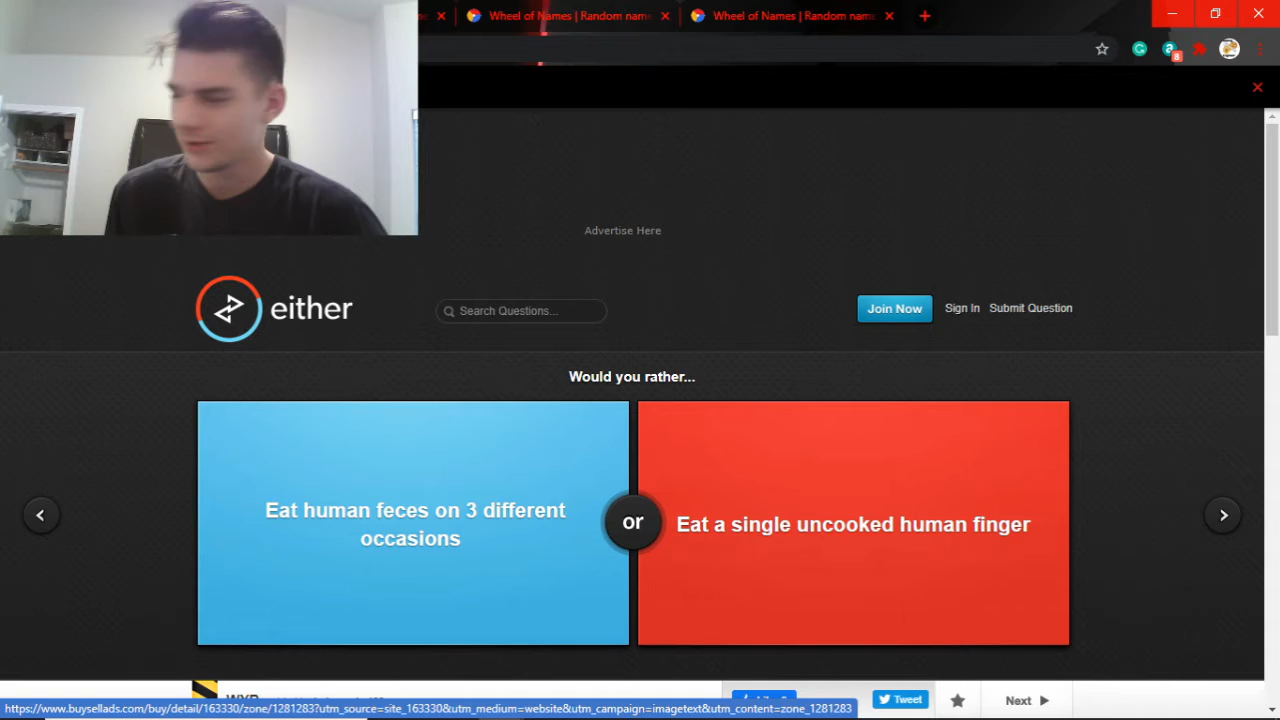 Wheel of Names | Random name
Wheel of Names | Random name
8
Advertise Here
either
Search Questions...
Join Now
Sign In
Submit Question
Would you rather...
Eat human feces on 3 different
occasions
or
Eat a single uncooked human finger
Tweet
Next
https://www.buysellads.com/buy/detail/163330/zone/1281283?utm_source=site_163330&utm_medium=website&utm_campaign=imagetext&utm_content=zone_1281283